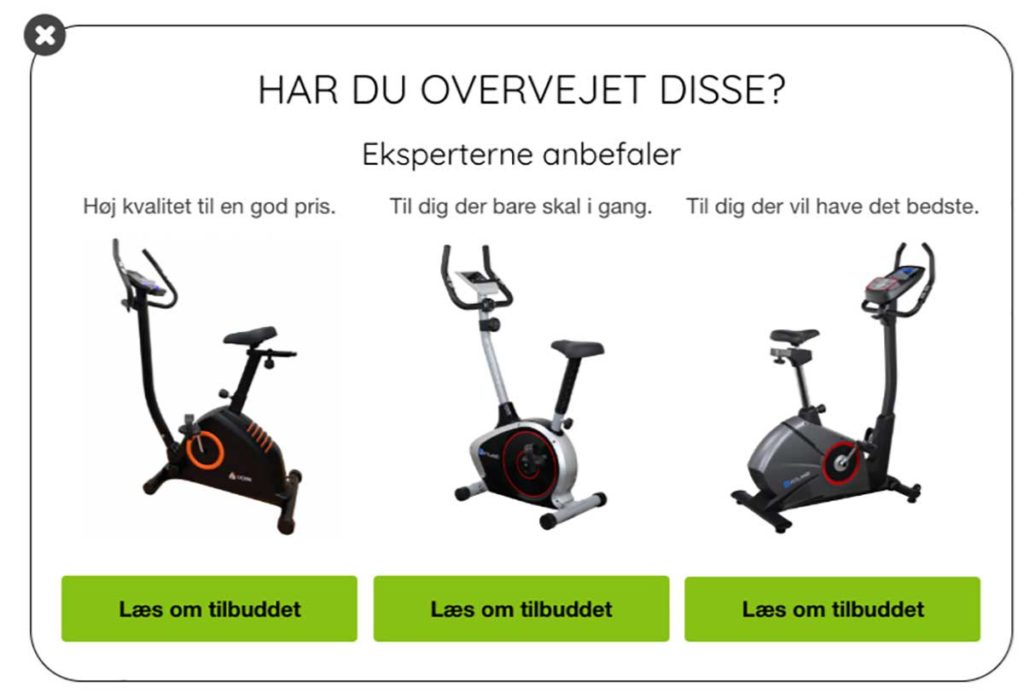 HAR DU OVERVEJET DISSE?
Eksperterne anbefaler
Høj kvalitet til en god pris.
Til dig der bare skal i gang.
Til dig der vil have det bedste.
Læs om tilbuddet
Læs om tilbuddet
Læs om tilbuddet